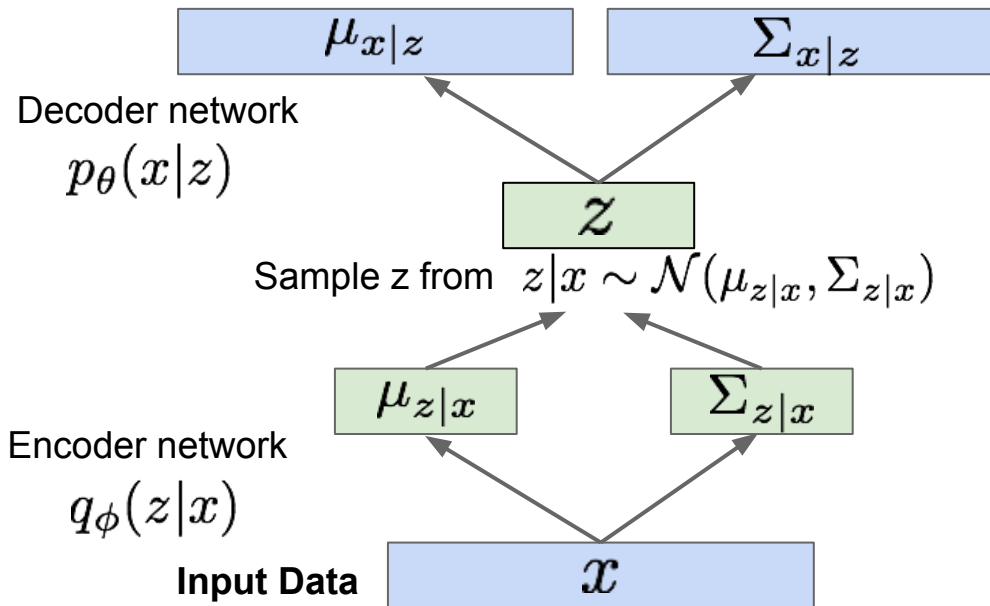 μ_{x|z} Σ_{x|z}
Decoder network
p_θ(x|z)
z
Sample z from z|x ∼ 𝒩(μ_{z|x}, Σ_{z|x})
μ_{z|x} Σ_{z|x}
Encoder network
q_ϕ(z|x)
Input Data x